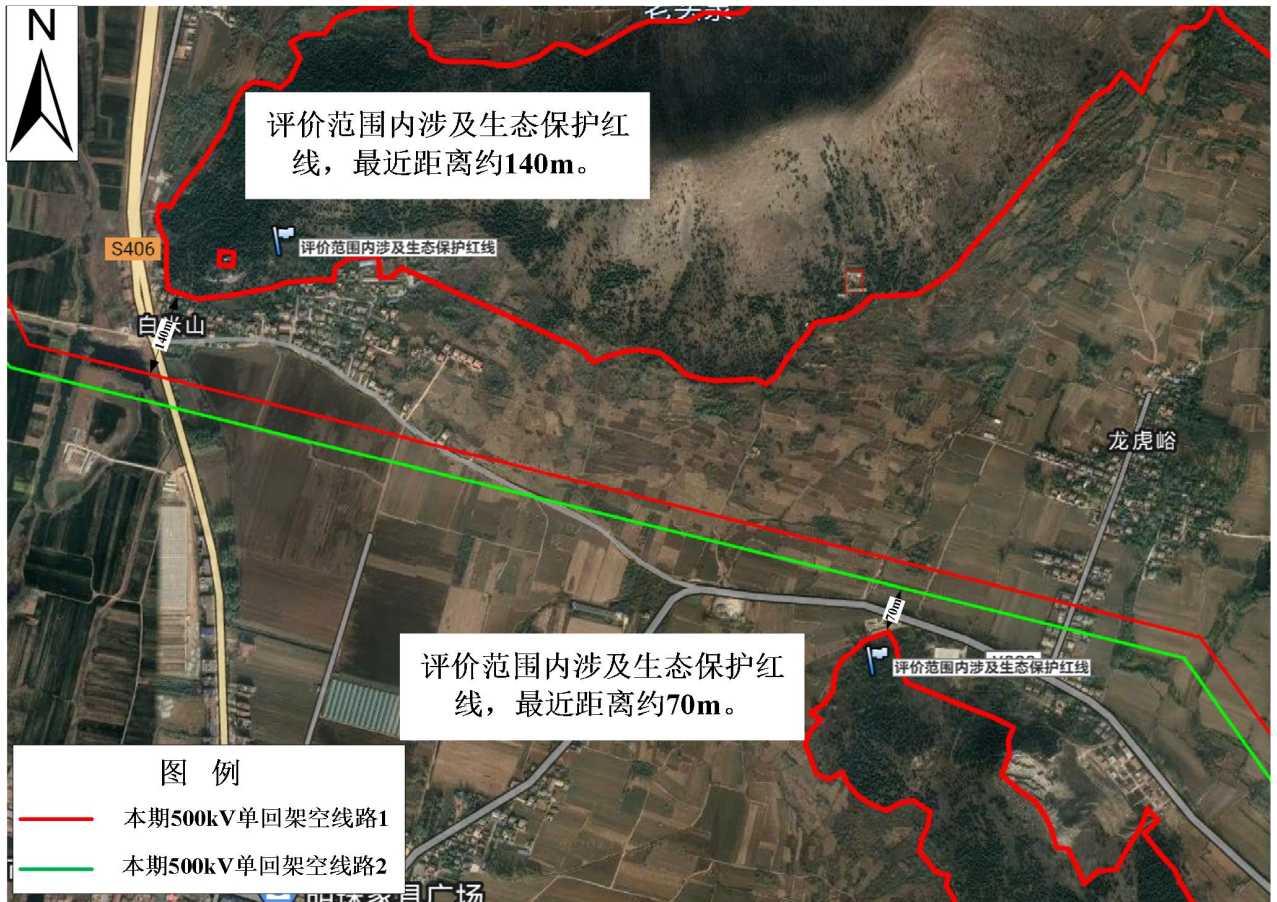 N
评价范围内涉及生态保护红
线，最近距离约140m。
S406
评价范围内涉及生态保护红线
140m
龙虎峪
70m
评价范围内涉及生态保护红线
评价范围内涉及生态保护红
线，最近距离约70m。
图 例
本期500kV单回架空线路1
本期500kV单回架空线路2